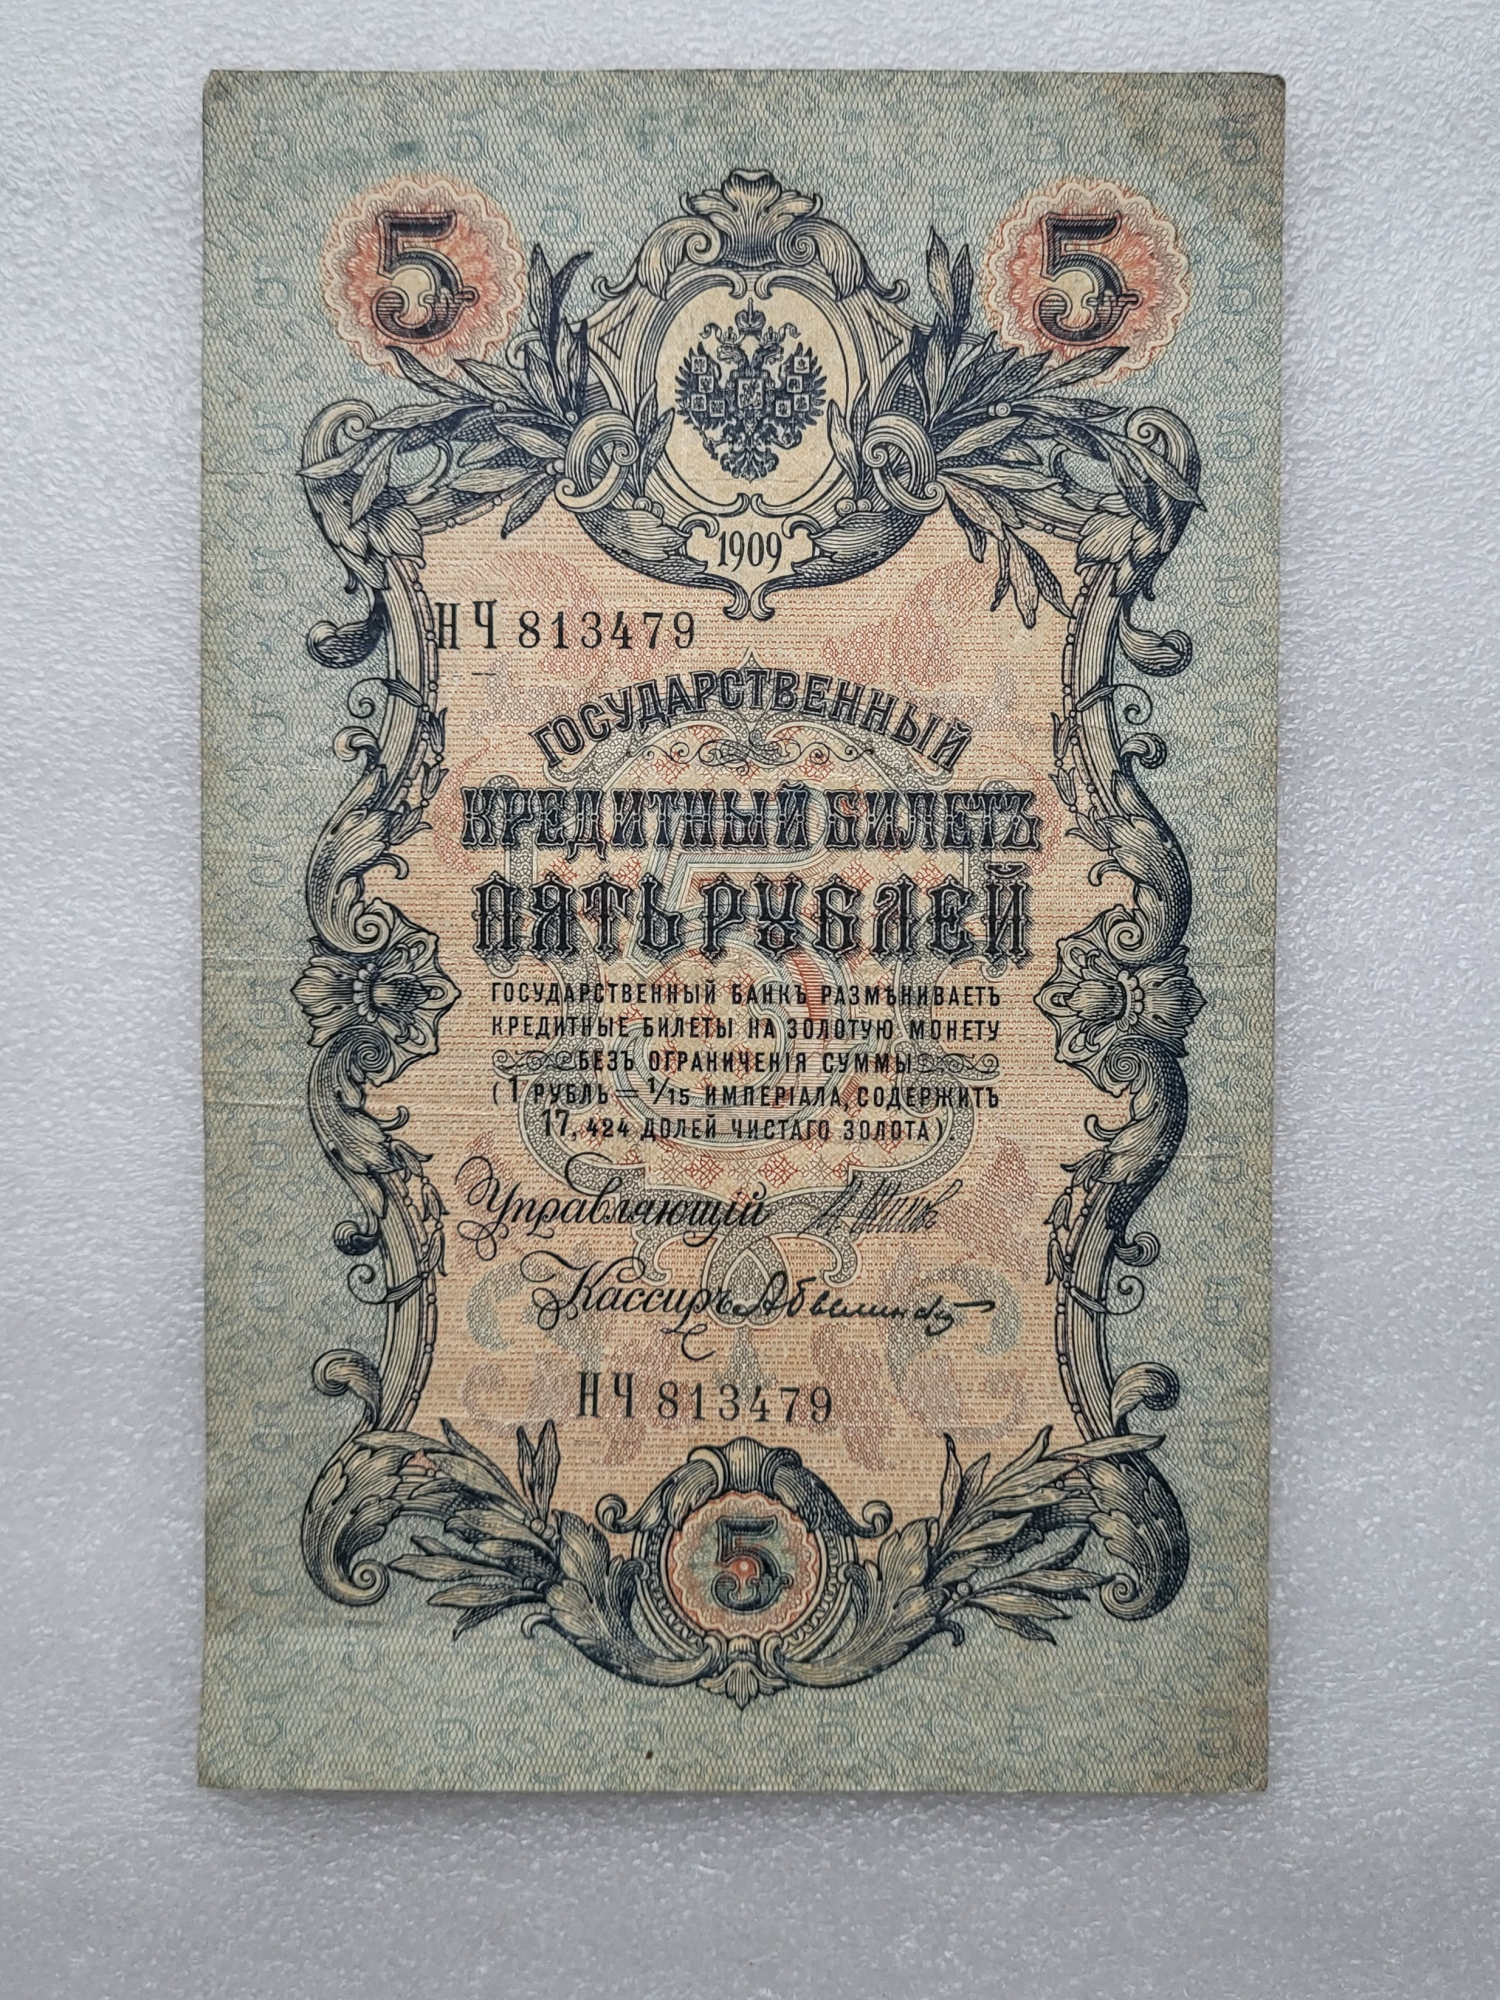 5 5
1909
НЧ 813479
ГОСУДАРСТВЕННЫЙ
КРЕДИТНЫЙ БИЛЕТЪ
ПЯТЬ РУБЛЕЙ
ГОСУДАРСТВЕННЫЙ БАНКЪ РАЗМѢНИВАЕТЪ
КРЕДИТНЫЕ БИЛЕТЫ НА ЗОЛОТУЮ МОНЕТУ
БЕЗЪ ОГРАНИЧЕНІЯ СУММЫ
(1 РУБЛЬ = 1/15 ИМПЕРІАЛА, СОДЕРЖИТЪ
17,424 ДОЛЕЙ ЧИСТАГО ЗОЛОТА).
Управляющій
Кассиръ
НЧ 813479
5